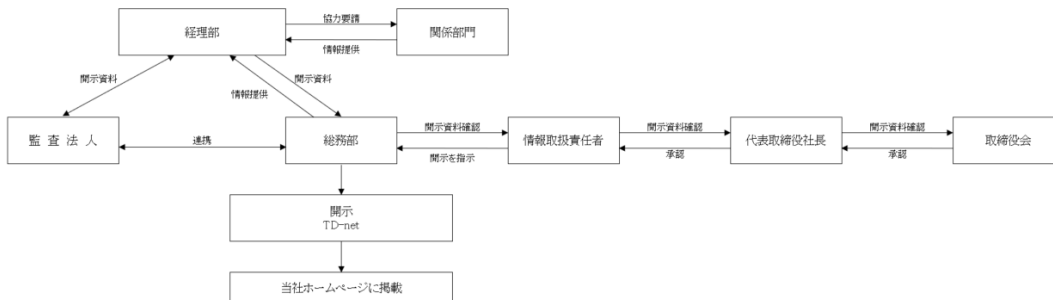 協力要請
経理部
関係部門
情報提供
開示資料
開示資料
情報提供
監査法人
連携
総務部
開示資料確認
開示を指示
情報取扱責任者
開示資料確認
承認
代表取締役社長
開示資料確認
承認
取締役会
開示
TD-net
当社ホームページに掲載